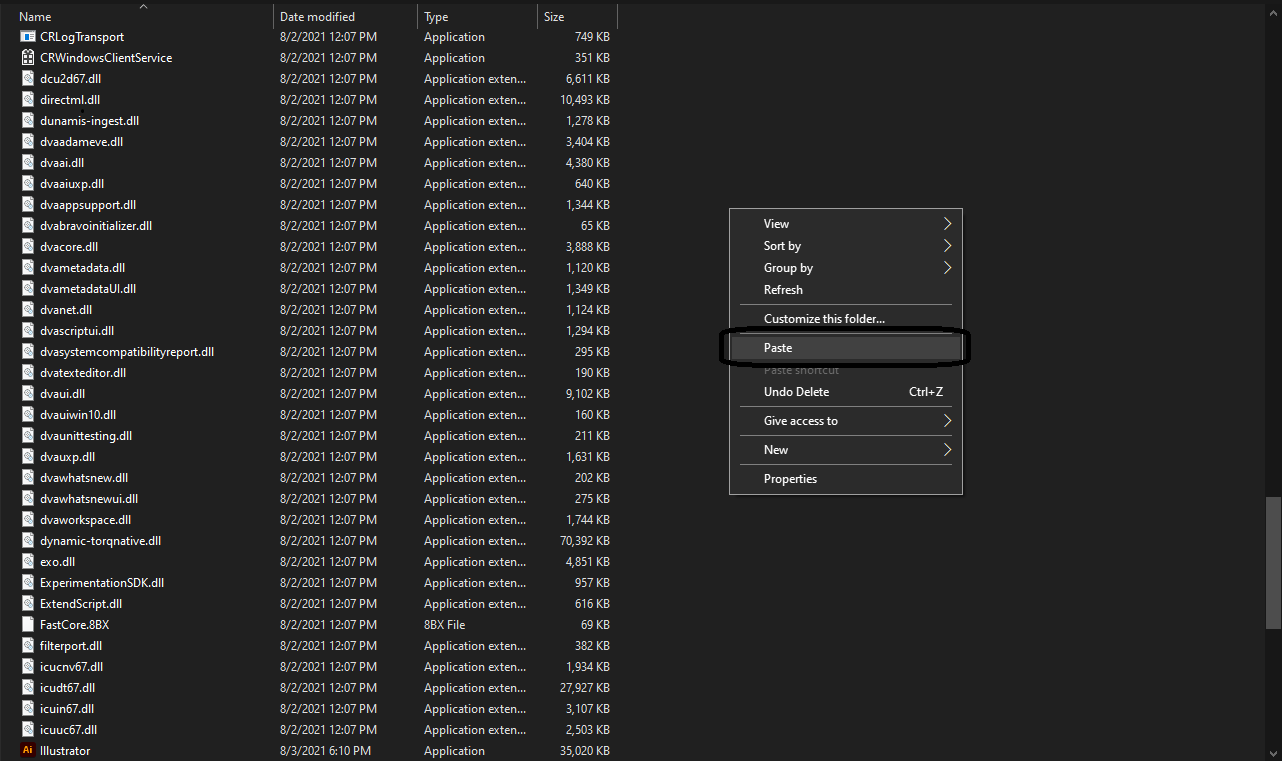 Name Date modified Type Size
CRLogTransport 8/2/2021 12:07 PM Application 749 KB
CRWindowsClientService 8/2/2021 12:07 PM Application 351 KB
dcu2d67.dll 8/2/2021 12:07 PM Application exten... 6,611 KB
directml.dll 8/2/2021 12:07 PM Application exten... 10,493 KB
dunamis-ingest.dll 8/2/2021 12:07 PM Application exten... 1,278 KB
dvaadameve.dll 8/2/2021 12:07 PM Application exten... 3,404 KB
dvaai.dll 8/2/2021 12:07 PM Application exten... 4,380 KB
dvaaiuxp.dll 8/2/2021 12:07 PM Application exten... 640 KB
dvaappsupport.dll 8/2/2021 12:07 PM Application exten... 1,344 KB
dvabravoinitializer.dll 8/2/2021 12:07 PM Application exten... 65 KB
dvacore.dll 8/2/2021 12:07 PM Application exten... 3,888 KB
dvametadata.dll 8/2/2021 12:07 PM Application exten... 1,120 KB
dvametadataUI.dll 8/2/2021 12:07 PM Application exten... 1,349 KB
dvanet.dll 8/2/2021 12:07 PM Application exten... 1,124 KB
dvascriptui.dll 8/2/2021 12:07 PM Application exten... 1,294 KB
dvasystemcompatibilityreport.dll 8/2/2021 12:07 PM Application exten... 295 KB
dvatexteditor.dll 8/2/2021 12:07 PM Application exten... 190 KB
dvaui.dll 8/2/2021 12:07 PM Application exten... 9,102 KB
dvauiwin10.dll 8/2/2021 12:07 PM Application exten... 160 KB
dvaunittesting.dll 8/2/2021 12:07 PM Application exten... 211 KB
dvauxp.dll 8/2/2021 12:07 PM Application exten... 1,631 KB
dvawhatsnew.dll 8/2/2021 12:07 PM Application exten... 202 KB
dvawhatsnewui.dll 8/2/2021 12:07 PM Application exten... 275 KB
dvaworkspace.dll 8/2/2021 12:07 PM Application exten... 1,744 KB
dynamic-torqnative.dll 8/2/2021 12:07 PM Application exten... 70,392 KB
exo.dll 8/2/2021 12:07 PM Application exten... 4,851 KB
ExperimentationSDK.dll 8/2/2021 12:07 PM Application exten... 957 KB
ExtendScript.dll 8/2/2021 12:07 PM Application exten... 616 KB
FastCore.8BX 8/2/2021 12:07 PM 8BX File 69 KB
filterport.dll 8/2/2021 12:07 PM Application exten... 382 KB
icucnv67.dll 8/2/2021 12:07 PM Application exten... 1,934 KB
icudt67.dll 8/2/2021 12:07 PM Application exten... 27,927 KB
icuin67.dll 8/2/2021 12:07 PM Application exten... 3,107 KB
icuuc67.dll 8/2/2021 12:07 PM Application exten... 2,503 KB
Ai Illustrator 8/3/2021 6:10 PM Application 35,020 KB
View
Sort by
Group by
Refresh
Customize this folder...
Paste
Paste shortcut
Undo Delete Ctrl+Z
Give access to
New
Properties